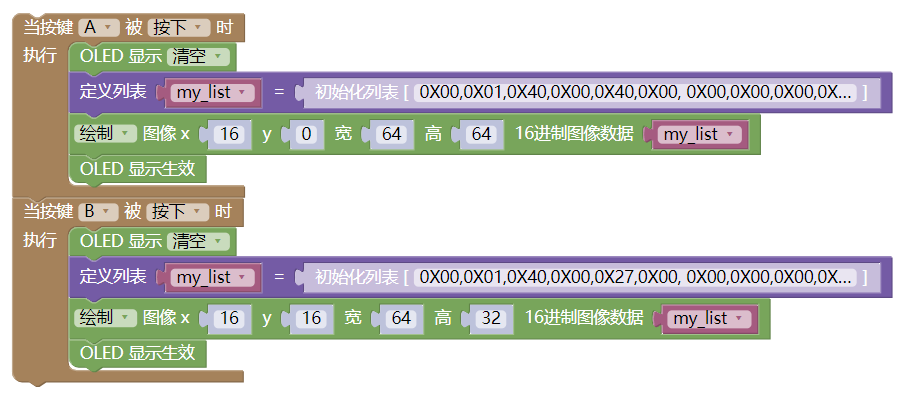 当按键 A 被 按下 时
执行 OLED 显示 清空
定义列表 my_list = 初始化列表 [ 0X00,0X01,0X40,0X00,0X40,0X00, 0X00,0X00,0X00,0X... ]
绘制 图像 x 16 y 0 宽 64 高 64 16进制图像数据 my_list
OLED 显示生效
当按键 B 被 按下 时
执行 OLED 显示 清空
定义列表 my_list = 初始化列表 [ 0X00,0X01,0X40,0X00,0X27,0X00, 0X00,0X00,0X00,0X... ]
绘制 图像 x 16 y 16 宽 64 高 32 16进制图像数据 my_list
OLED 显示生效